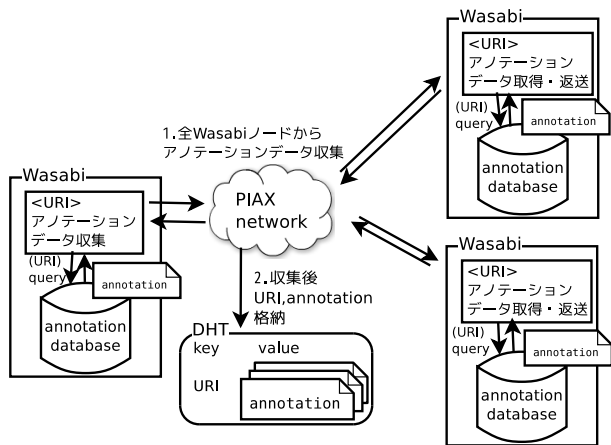 Wasabi
<URI>
アノテーション
データ取得・返送
(URI)
query
annotation
annotation
database
1.全Wasabiノードから
アノテーションデータ収集
PIAX
network
Wasabi
<URI>
アノテーション
データ収集
(URI)
query
annotation
annotation
database
2.収集後
URI,annotation
格納
DHT
key value
URI
annotation
Wasabi
<URI>
アノテーション
データ取得・返送
(URI)
query
annotation
annotation
database